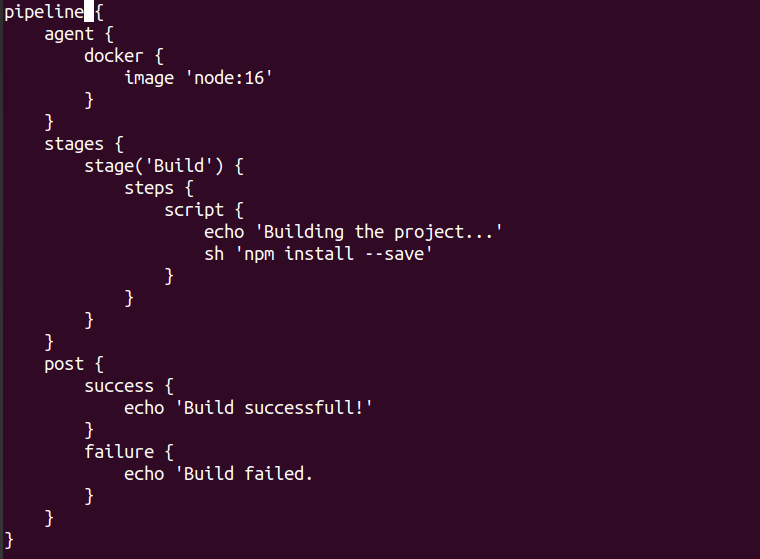 pipeline {
    agent {
        docker {
            image 'node:16'
        }
    }
    stages {
        stage('Build') {
            steps {
                script {
                    echo 'Building the project...'
                    sh 'npm install --save'
                }
            }
        }
    }
    post {
        success {
            echo 'Build successfull!'
        }
        failure {
            echo 'Build failed.
        }
    }
}